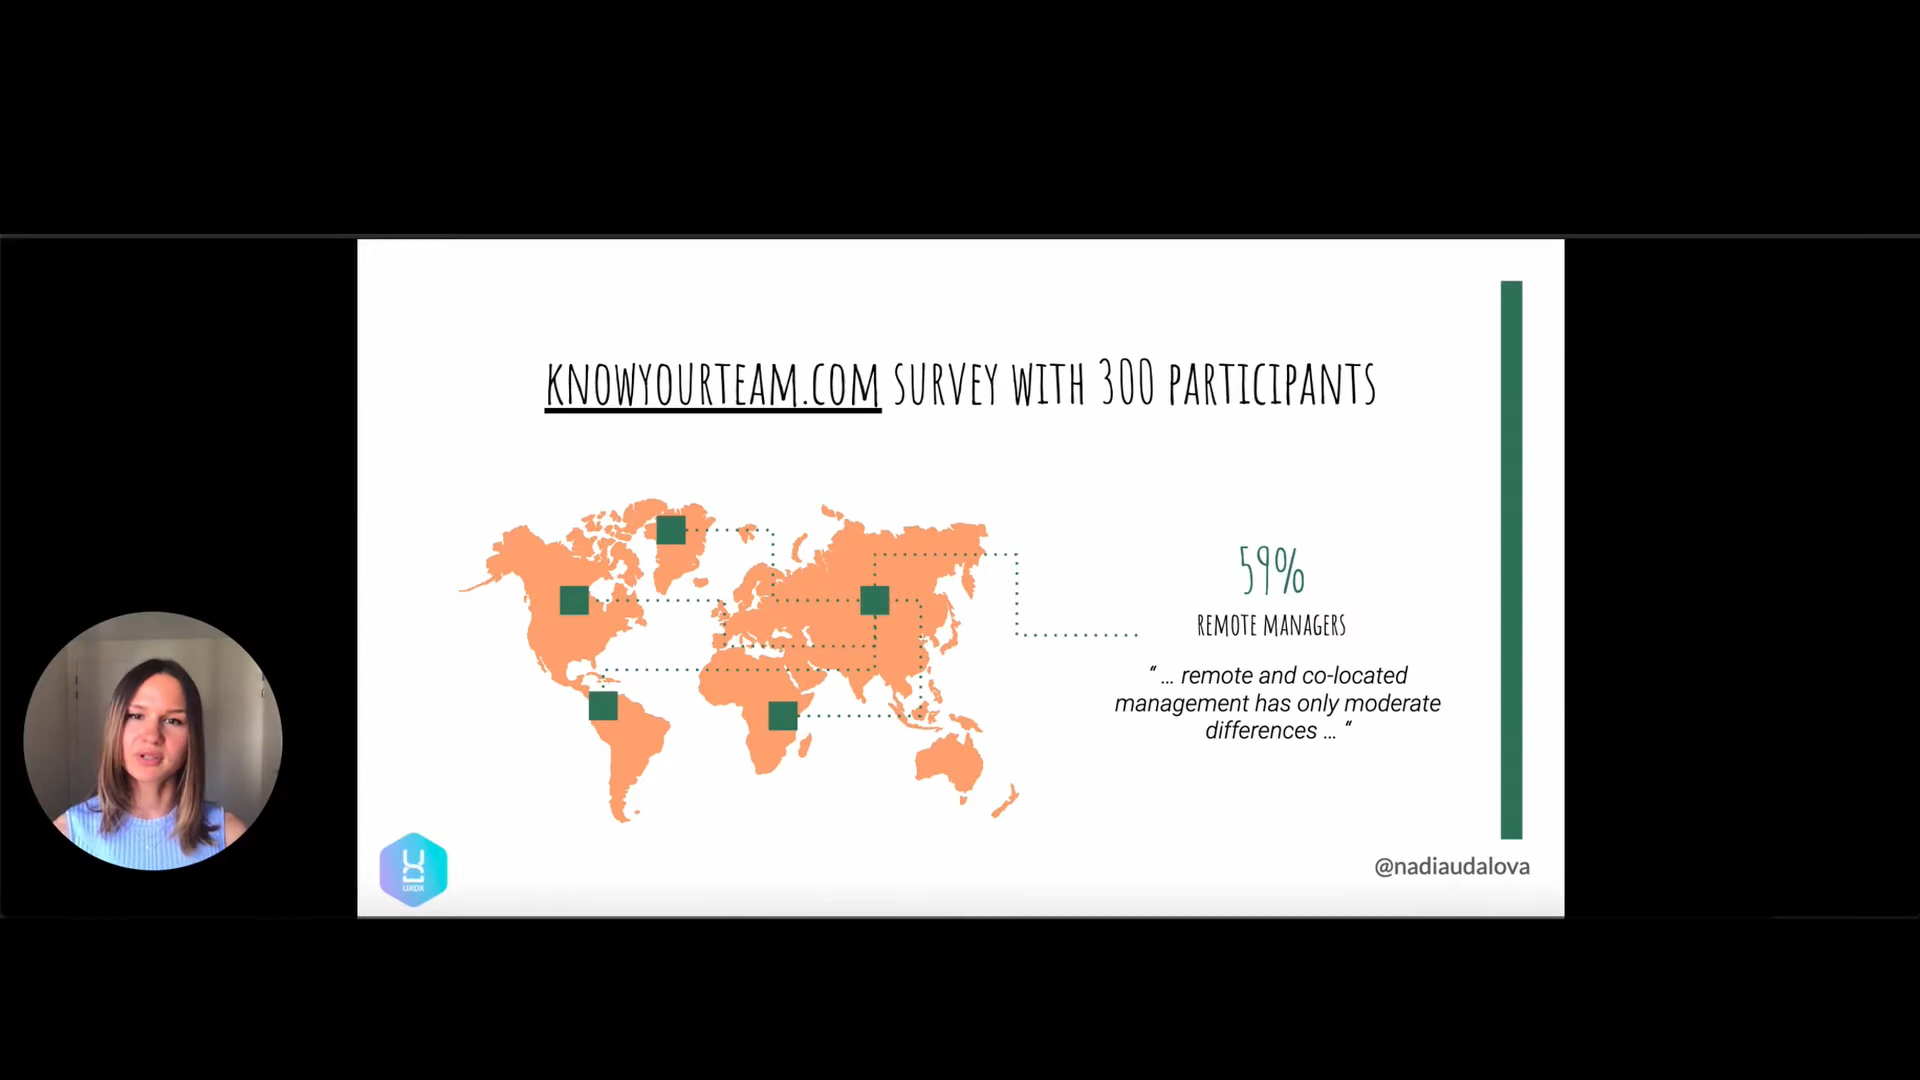 KNOWYOURTEAM.COM SURVEY WITH 300 PARTICIPANTS
59%
REMOTE MANAGERS
“ ... remote and co-located
management has only moderate
differences ... “
UXDX
@nadiaudalova